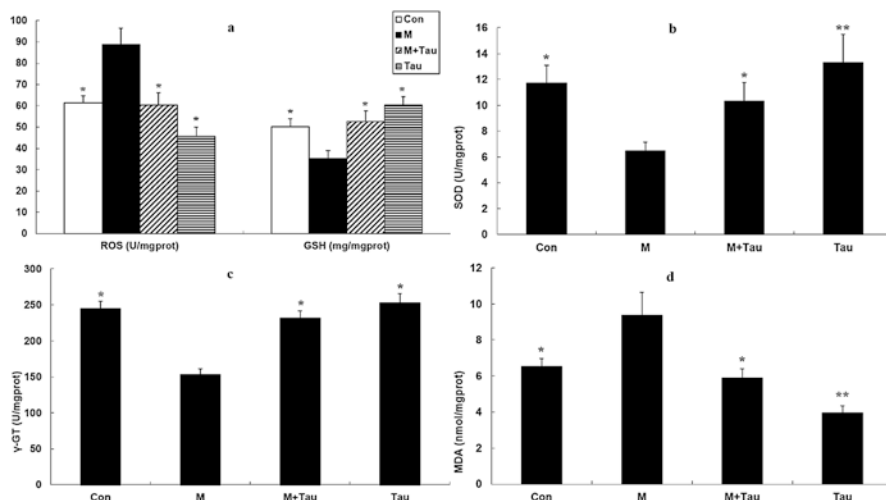 a
100
90
80
70
60
50
40
30
20
10
0
Con
M
M+Tau
Tau
* * * * * *
ROS (U/mgprot) GSH (mg/mgprot)
b
SOD (U/mgprot)
16
14
12
10
8
6
4
2
0
* * **
Con M M+Tau Tau
c
γ-GT (U/mgprot)
300
250
200
150
100
50
0
* * *
Con M M+Tau Tau
d
MDA (nmol/mgprot)
12
10
8
6
4
2
0
* * **
Con M M+Tau Tau